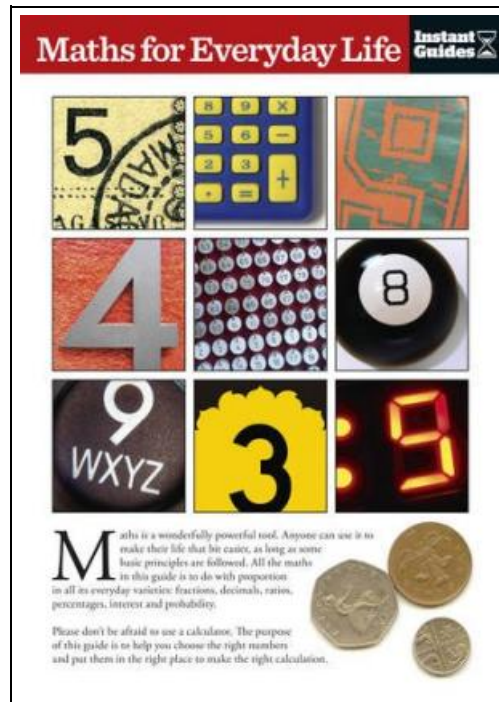 Maths for Everyday Life
Instant
Guides
5
MADA
AGASCAR
8 9 ×
5 6 −
2 3 +
• =
4
8
9
WXYZ
3
:9
Maths is a wonderfully powerful tool. Anyone can use it to
make their life that bit easier, as long as some
basic principles are followed. All the maths
in this guide is to do with proportion
in all its everyday varieties: fractions, decimals, ratios,
percentages, interest and probability.
Please don't be afraid to use a calculator. The purpose
of this guide is to help you choose the right numbers
and put them in the right place to make the right calculation.